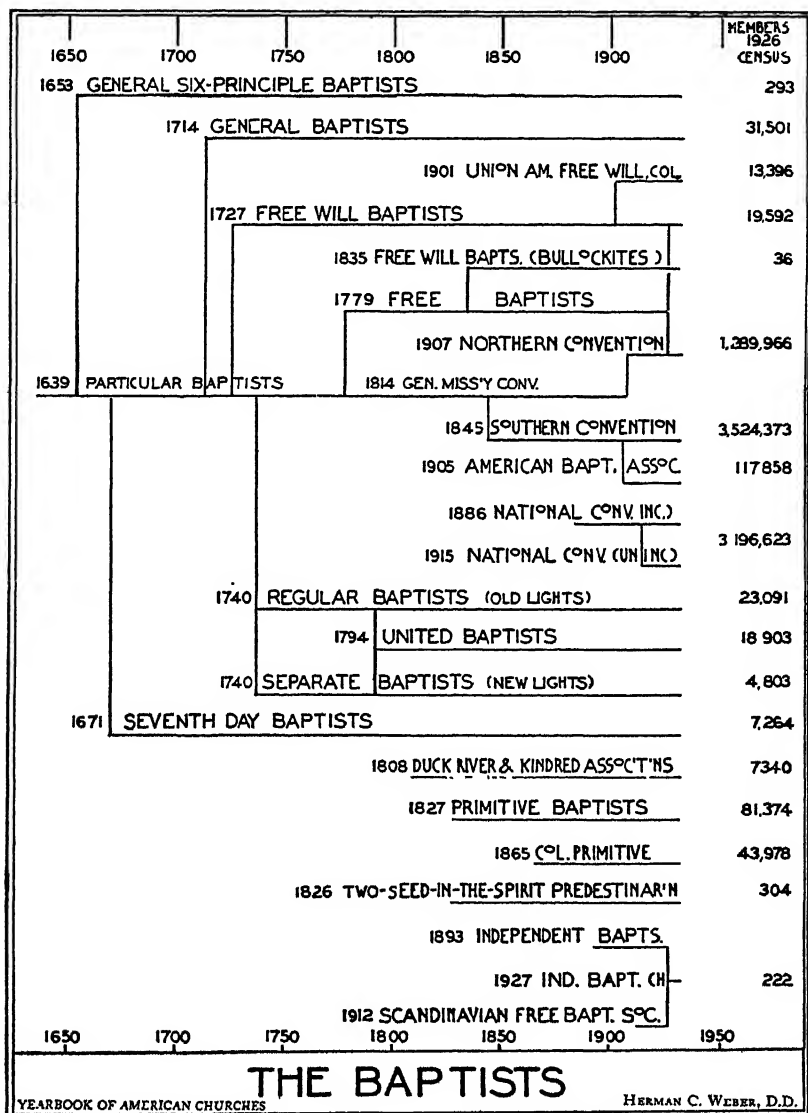 MEMBERS
1926
CENSUS
1650 1700 1750 1800 1850 1900
1653 GENERAL SIX-PRINCIPLE BAPTISTS 293
1714 GENERAL BAPTISTS 31,501
1901 UNION AM. FREE WILL, COL. 13,396
1727 FREE WILL BAPTISTS 19,592
1835 FREE WILL BAPTS. (BULLOCKITES) 36
1779 FREE BAPTISTS
1907 NORTHERN CONVENTION 1,289,966
1639 PARTICULAR BAPTISTS 1814 GEN. MISS'Y CONV.
1845 SOUTHERN CONVENTION 3,524,373
1905 AMERICAN BAPT. ASSOC. 117858
1886 NATIONAL CONV. INC.)
3 196,623
1915 NATIONAL CONV. (UN INC)
1740 REGULAR BAPTISTS (OLD LIGHTS) 23,091
1794 UNITED BAPTISTS 18 903
1740 SEPARATE BAPTISTS (NEW LIGHTS) 4,803
1671 SEVENTH DAY BAPTISTS 7,264
1808 DUCK RIVER & KINDRED ASSOC'T'NS 7340
1827 PRIMITIVE BAPTISTS 81,374
1865 COL. PRIMITIVE 43,978
1826 TWO-SEED-IN-THE-SPIRIT PREDESTINAR'N 304
1893 INDEPENDENT BAPTS.
1927 IND. BAPT. CH 222
1912 SCANDINAVIAN FREE BAPT. SOC.
1650 1700 1750 1800 1850 1900 1950
THE BAPTISTS
YEARBOOK OF AMERICAN CHURCHES HERMAN C. WEBER, D.D.